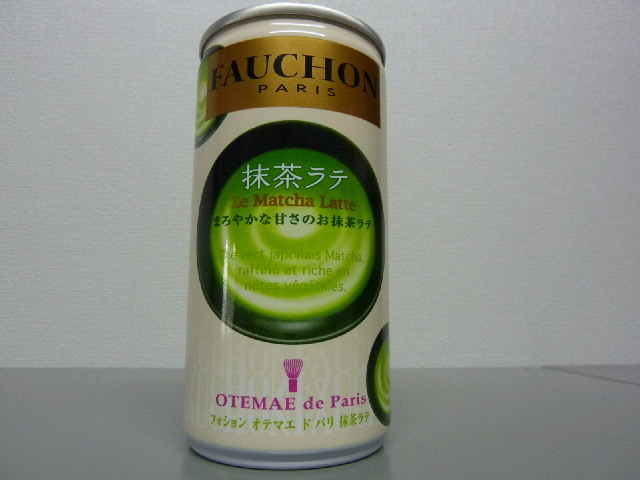 FAUCHON
PARIS
抹茶ラテ
Le Matcha Latte
まろやかな甘さのお抹茶ラテ
Thé vert japonais Matcha,
raffiné et riche en
notes végétales.
OTEMAE de Paris
フォション オテマエ ド パリ 抹茶ラテ